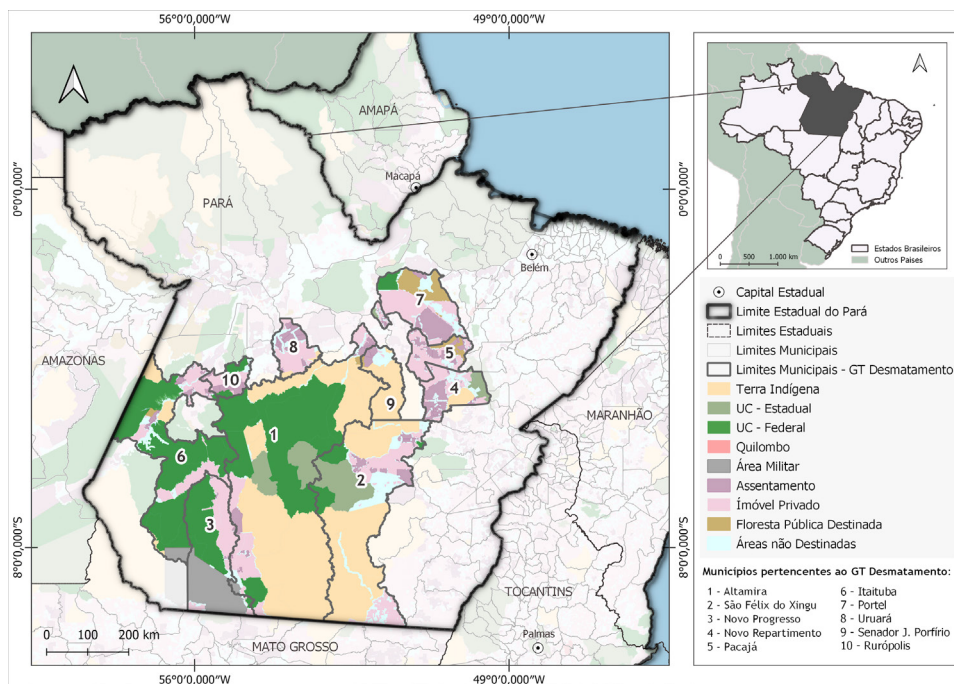 56°0'0,000"W
49°0'0,000"W
0°0'0,000"
0°0'0,000"
8°0'0,000"S
8°0'0,000"S
56°0'0,000"W
49°0'0,000"W
AMAPÁ
Macapá
PARÁ
Belém
AMAZONAS
MARANHÃO
TOCANTINS
Palmas
MATO GROSSO
7
8
5
10
4
9
1
6
2
3
0 100 200 km
Estados Brasileiros
Outros Paises
0 500 1.000 km
Capital Estadual
Limite Estadual do Pará
Limites Estaduais
Limites Municipais
Limites Municipais - GT Desmatamento
Terra Indígena
UC - Estadual
UC - Federal
Quilombo
Área Militar
Assentamento
Ímóvel Privado
Floresta Pública Destinada
Áreas não Destinadas
Municípios pertencentes ao GT Desmatamento:
1 - Altamira
2 - São Félix do Xingu
3 - Novo Progresso
4 - Novo Repartimento
5 - Pacajá
6 - Itaituba
7 - Portel
8 - Uruará
9 - Senador J. Porfírio
10 - Rurópolis